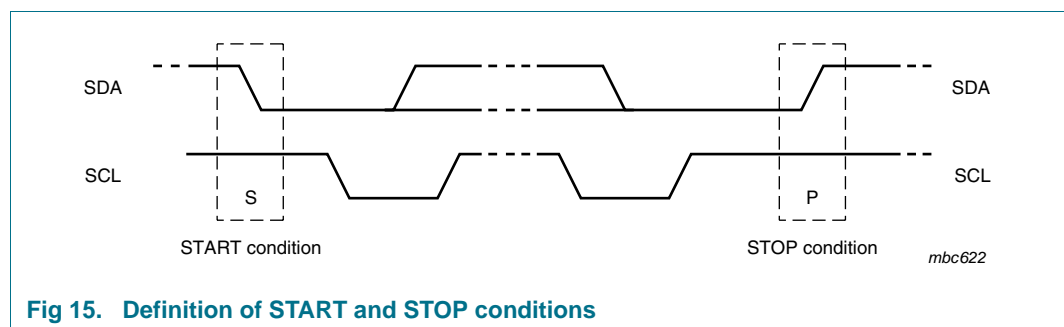 SDA
SDA
SCL
SCL
S
P
START condition
STOP condition
mbc622
Fig 15. Definition of START and STOP conditions